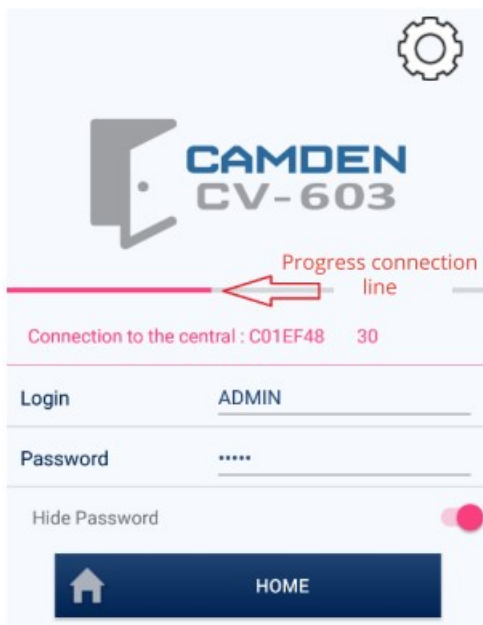 CAMDEN
CV-603
Progress connection
line
Connection to the central : C01EF48 30
Login ADMIN
Password •••••
Hide Password
HOME